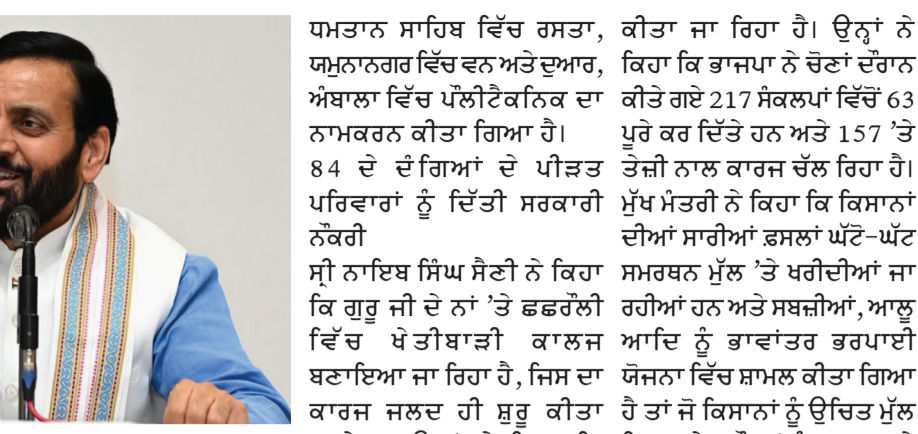 ਧਮਤਾਨ ਸਾਹਿਬ ਵਿੱਚ ਰਸਤਾ,
ਯਮੁਨਾਨਗਰ ਵਿੱਚ ਵਨ ਅਤੇ ਦੁਆਰ,
ਅੰਬਾਲਾ ਵਿੱਚ ਪੌਲੀਟੈਕਨਿਕ ਦਾ
ਨਾਮਕਰਨ ਕੀਤਾ ਗਿਆ ਹੈ।
84 ਦੇ ਦੰਗਿਆਂ ਦੇ ਪੀੜਤ
ਪਰਿਵਾਰਾਂ ਨੂੰ ਦਿੱਤੀ ਸਰਕਾਰੀ
ਨੌਕਰੀ
ਸ੍ਰੀ ਨਾਇਬ ਸਿੰਘ ਸੈਣੀ ਨੇ ਕਿਹਾ
ਕਿ ਗੁਰੂ ਜੀ ਦੇ ਨਾਂ ’ਤੇ ਛਛਰੌਲੀ
ਵਿੱਚ ਖੇਤੀਬਾੜੀ ਕਾਲਜ
ਬਣਾਇਆ ਜਾ ਰਿਹਾ ਹੈ, ਜਿਸ ਦਾ
ਕਾਰਜ ਜਲਦ ਹੀ ਸ਼ੁਰੂ ਕੀਤਾ
ਕੀਤਾ ਜਾ ਰਿਹਾ ਹੈ। ਉਨ੍ਹਾਂ ਨੇ
ਕਿਹਾ ਕਿ ਭਾਜਪਾ ਨੇ ਚੋਣਾਂ ਦੌਰਾਨ
ਕੀਤੇ ਗਏ 217 ਸੰਕਲਪਾਂ ਵਿੱਚੋਂ 63
ਪੂਰੇ ਕਰ ਦਿੱਤੇ ਹਨ ਅਤੇ 157 ’ਤੇ
ਤੇਜ਼ੀ ਨਾਲ ਕਾਰਜ ਚੱਲ ਰਿਹਾ ਹੈ।
ਮੁੱਖ ਮੰਤਰੀ ਨੇ ਕਿਹਾ ਕਿ ਕਿਸਾਨਾਂ
ਦੀਆਂ ਸਾਰੀਆਂ ਫ਼ਸਲਾਂ ਘੱਟੋ-ਘੱਟ
ਸਮਰਥਨ ਮੁੱਲ ’ਤੇ ਖਰੀਦੀਆਂ ਜਾ
ਰਹੀਆਂ ਹਨ ਅਤੇ ਸਬਜ਼ੀਆਂ, ਆਲੂ
ਆਦਿ ਨੂੰ ਭਾਵਾਂਤਰ ਭਰਪਾਈ
ਯੋਜਨਾ ਵਿੱਚ ਸ਼ਾਮਲ ਕੀਤਾ ਗਿਆ
ਹੈ ਤਾਂ ਜੋ ਕਿਸਾਨਾਂ ਨੂੰ ਉਚਿਤ ਮੁੱਲ